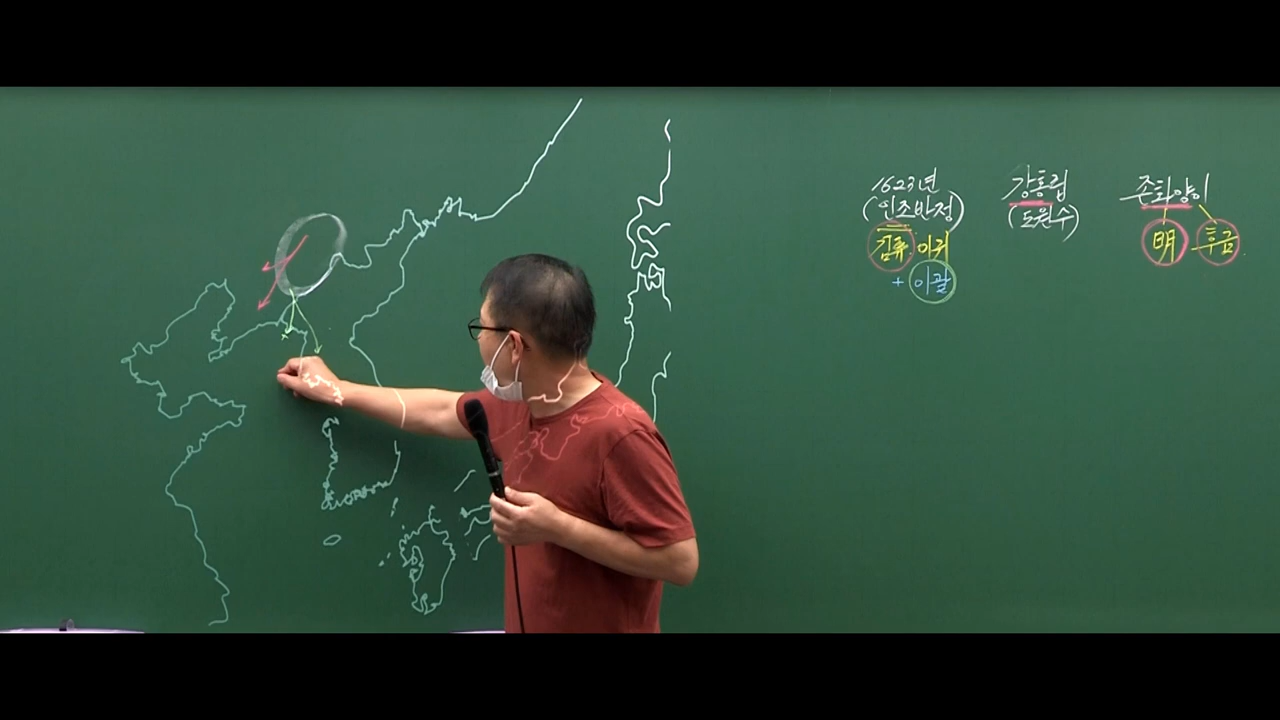 1623년
(인조반정)
김류 이귀
+ 이괄
강홍립
(도원수)
존화양이
明 후금